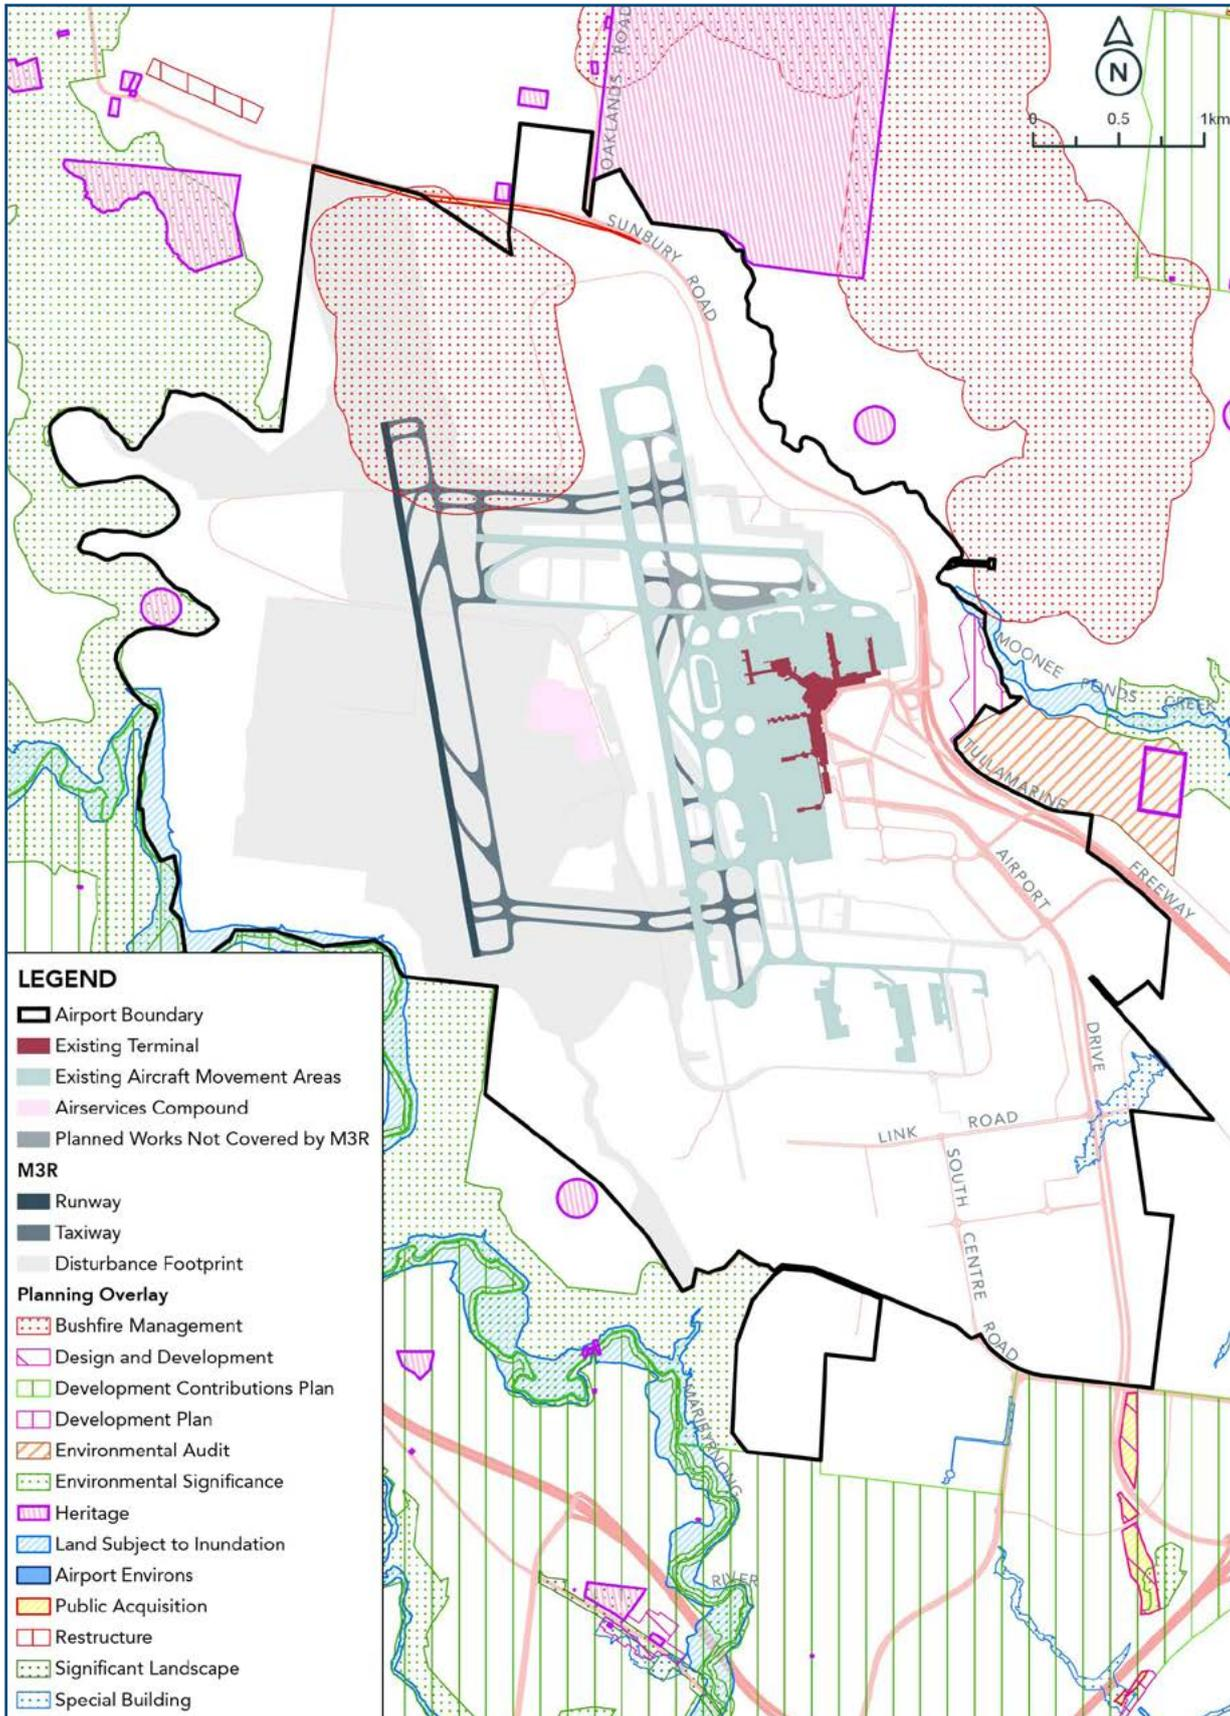 N
0 0.5 1km
OAKLANDS ROAD
SUNBURY ROAD
MOONEE PONDS CREEK
TULLAMARINE FREEWAY
AIRPORT DRIVE
LINK ROAD
SOUTH CENTRE ROAD
MARIBYRNONG RIVER
LEGEND
Airport Boundary
Existing Terminal
Existing Aircraft Movement Areas
Airservices Compound
Planned Works Not Covered by M3R
M3R
Runway
Taxiway
Disturbance Footprint
Planning Overlay
Bushfire Management
Design and Development
Development Contributions Plan
Development Plan
Environmental Audit
Environmental Significance
Heritage
Land Subject to Inundation
Airport Environs
Public Acquisition
Restructure
Significant Landscape
Special Building